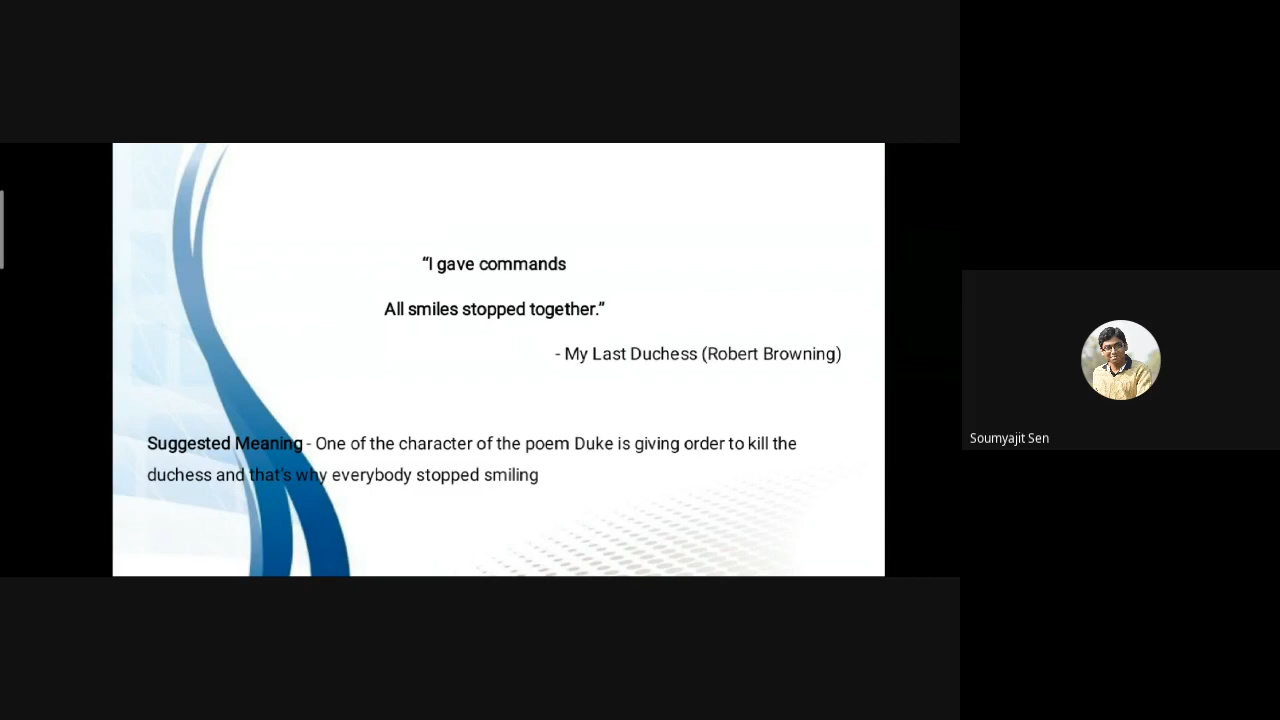 “I gave commands
All smiles stopped together.”
- My Last Duchess (Robert Browning)
Suggested Meaning - One of the character of the poem Duke is giving order to kill the
duchess and that's why everybody stopped smiling
Soumyajit Sen